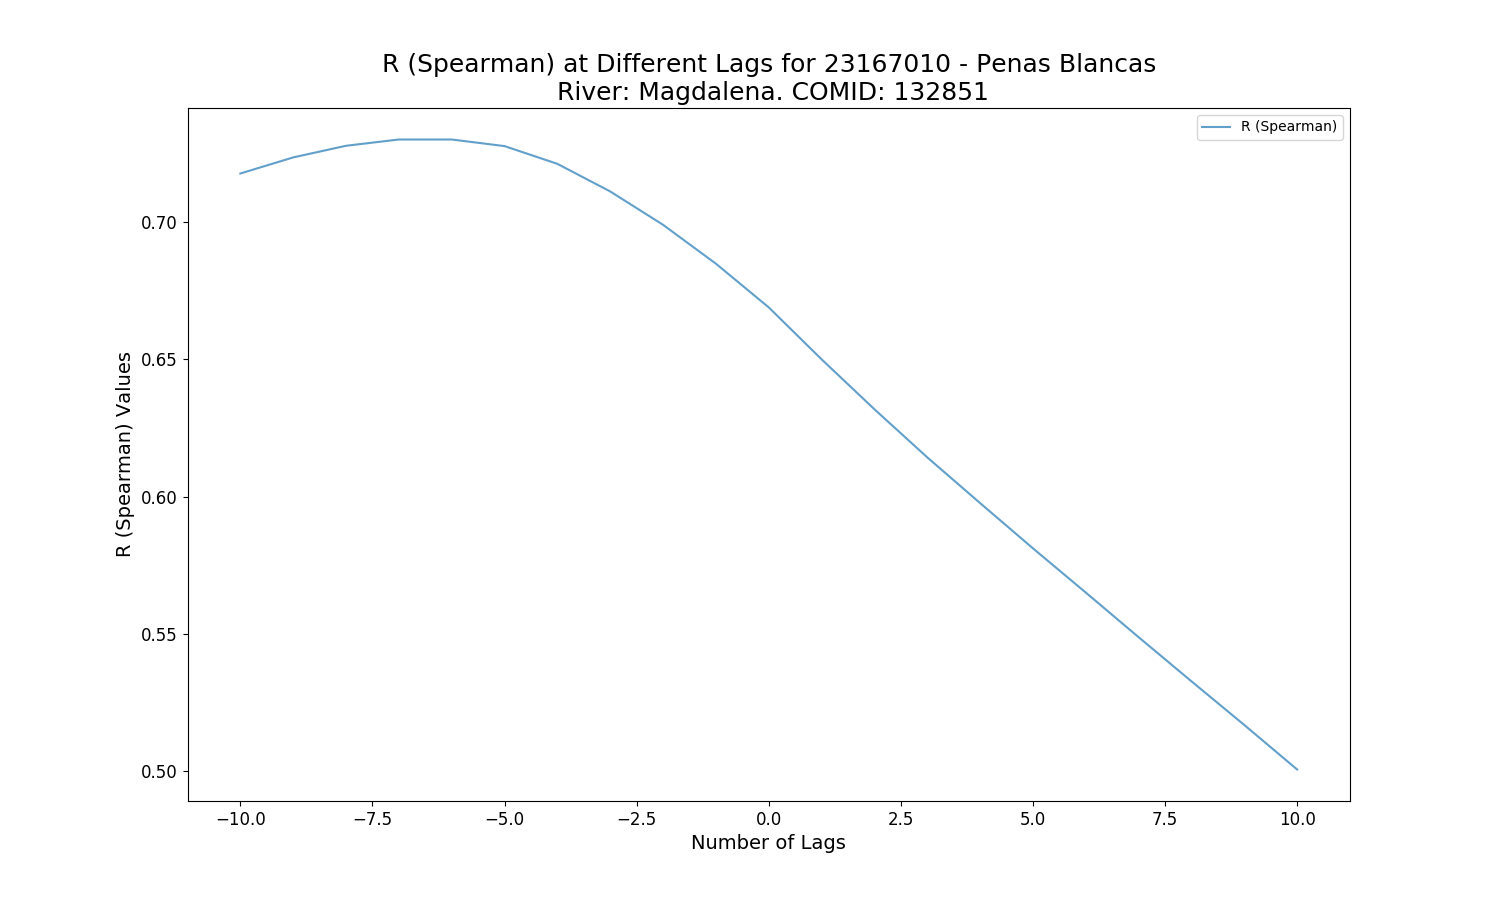 R (Spearman) at Different Lags for 23167010 - Penas Blancas
River: Magdalena. COMID: 132851
R (Spearman)
R (Spearman) Values
0.70
0.65
0.60
0.55
0.50
−10.0 −7.5 −5.0 −2.5 0.0 2.5 5.0 7.5 10.0
Number of Lags